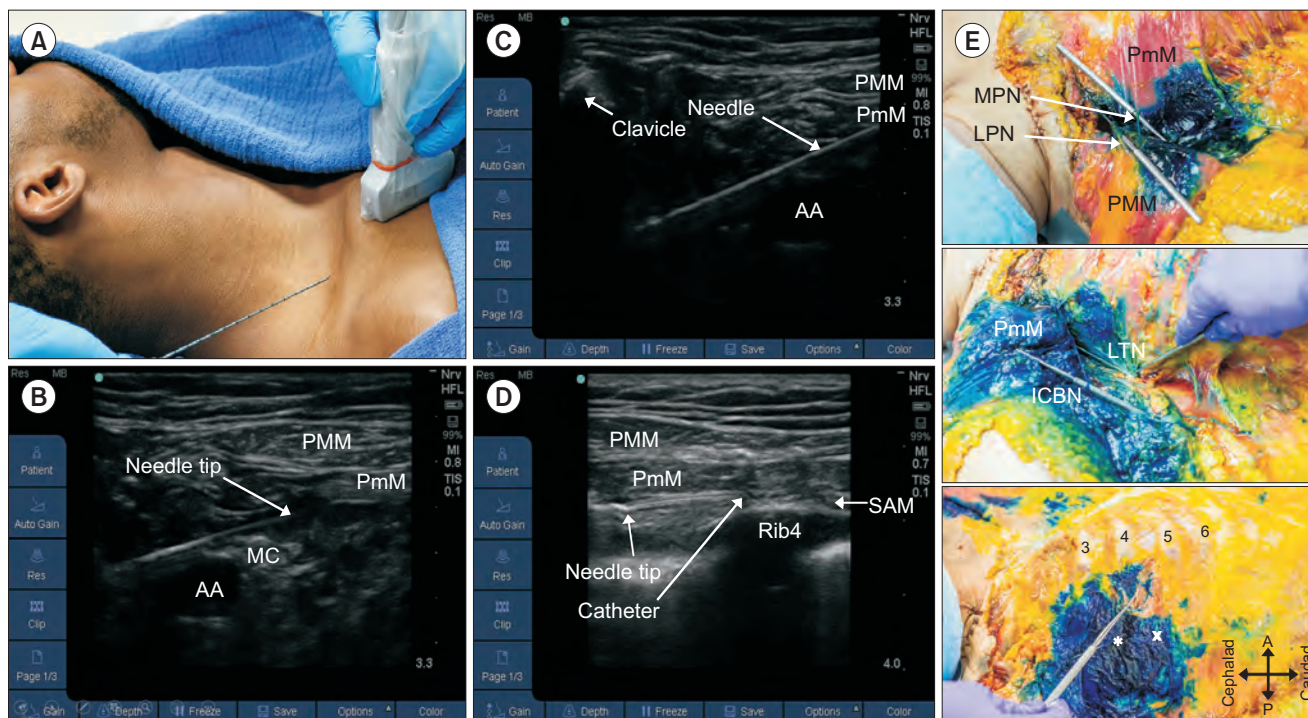 A
B
Res MB
Nrv
HFL
99%
MI
0.8
TIS
0.1
Patient
Auto Gain
Res
Clip
Page 1/3
Gain
Depth
Freeze
Save
Options
Color
PMM
PmM
Needle tip
MC
AA
3.3
C
Res MB
Nrv
HFL
99%
MI
0.8
TIS
0.1
Patient
Auto Gain
Res
Clip
Page 1/3
Gain
Depth
Freeze
Save
Options
Color
PMM
PmM
Needle
Clavicle
AA
3.3
D
Res MB
Nrv
HFL
99%
MI
0.7
TIS
0.1
Patient
Auto Gain
Res
Clip
Page 1/3
Gain
Depth
Freeze
Save
Options
Color
PMM
PmM
SAM
Rib4
Needle tip
Catheter
4.0
E
PmM
MPN
LPN
PMM
PmM
LTN
ICBN
3 4 5 6
* x
A
Cephalad
Caudad
P